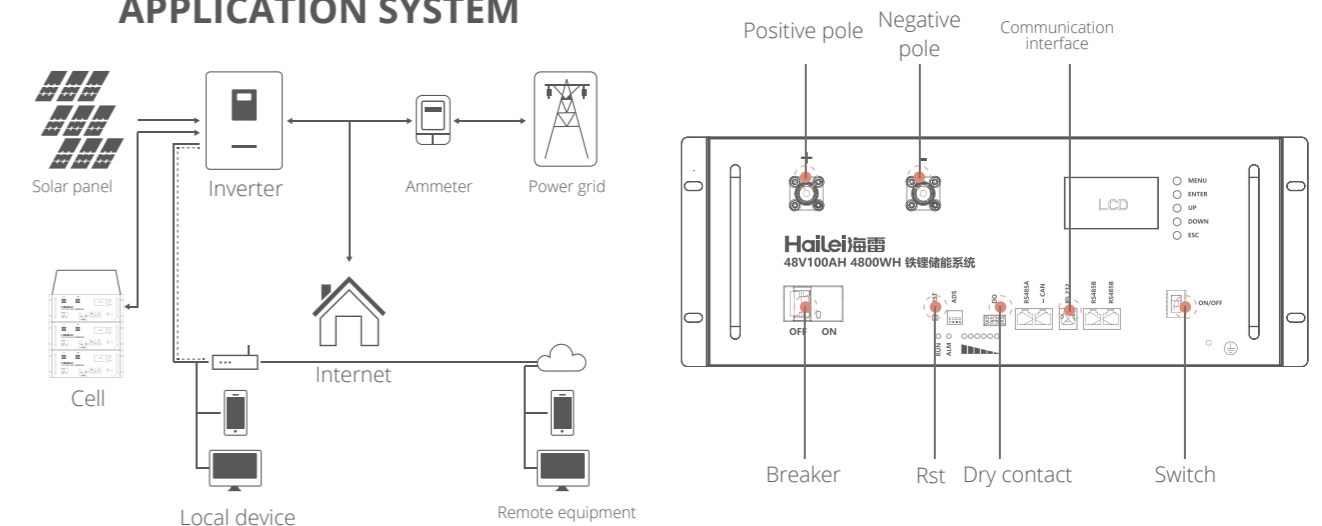 APPLICATION SYSTEM
Solar panel
Inverter
Ammeter
Power grid
Cell
Internet
Local device
Remote equipment
Positive pole
Negative
pole
Communication
interface
+
-
LCD
MENU
ENTER
UP
DOWN
ESC
Hailei海雷
48V100AH 4800WH 铁锂储能系统
OFF ON
RST
ADS
DO
RS485A
CAN
RS 232
RS485B
RS485B
ON/OFF
RUN
ALM
Breaker
Rst
Dry contact
Switch